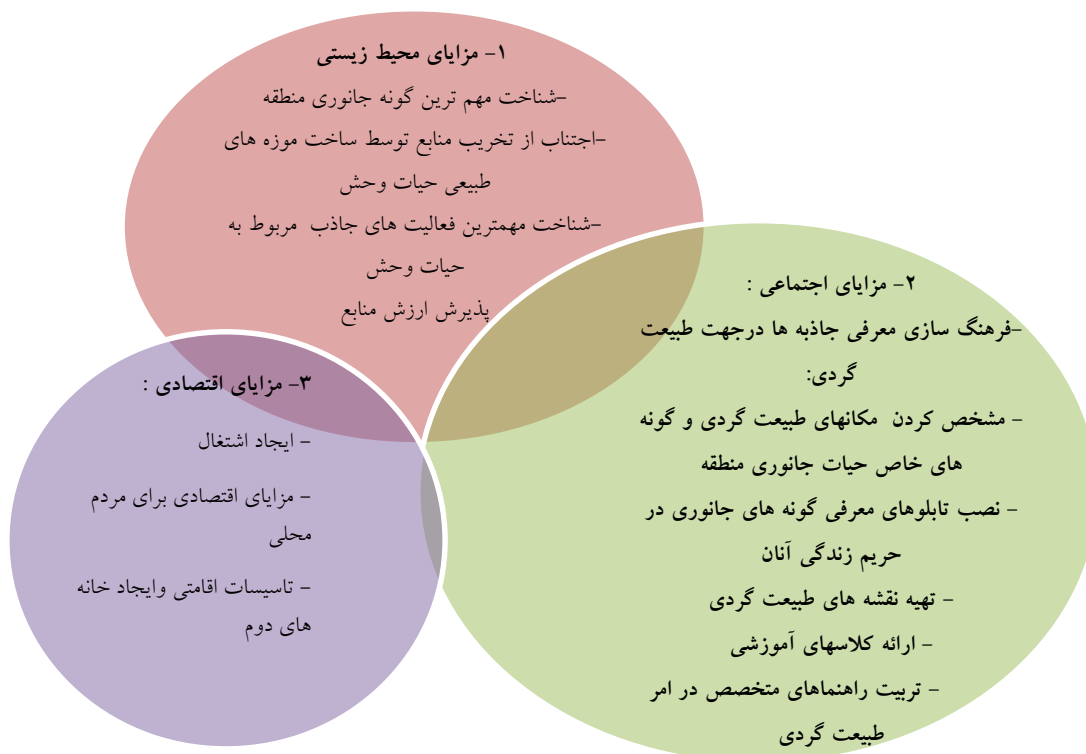 ۱- مزایای محیط زیستی
-شناخت مهم ترین گونه جانوری منطقه
-اجتناب از تخریب منابع توسط ساخت موزه های
طبیعی حیات وحش
-شناخت مهمترین فعالیت های جاذب مربوط به
حیات وحش
پذیرش ارزش منابع
۲- مزایای اجتماعی :
-فرهنگ سازی معرفی جاذبه ها درجهت طبیعت
گردی:
- مشخص کردن مکانهای طبیعت گردی و گونه
های خاص حیات جانوری منطقه
- نصب تابلوهای معرفی گونه های جانوری در
حریم زندگی آنان
- تهیه نقشه های طبیعت گردی
- ارائه کلاسهای آموزشی
- تربیت راهنماهای متخصص در امر
طبیعت گردی
۳- مزایای اقتصادی :
- ایجاد اشتغال
- مزایای اقتصادی برای مردم
محلی
- تاسیسات اقامتی وایجاد خانه
های دوم